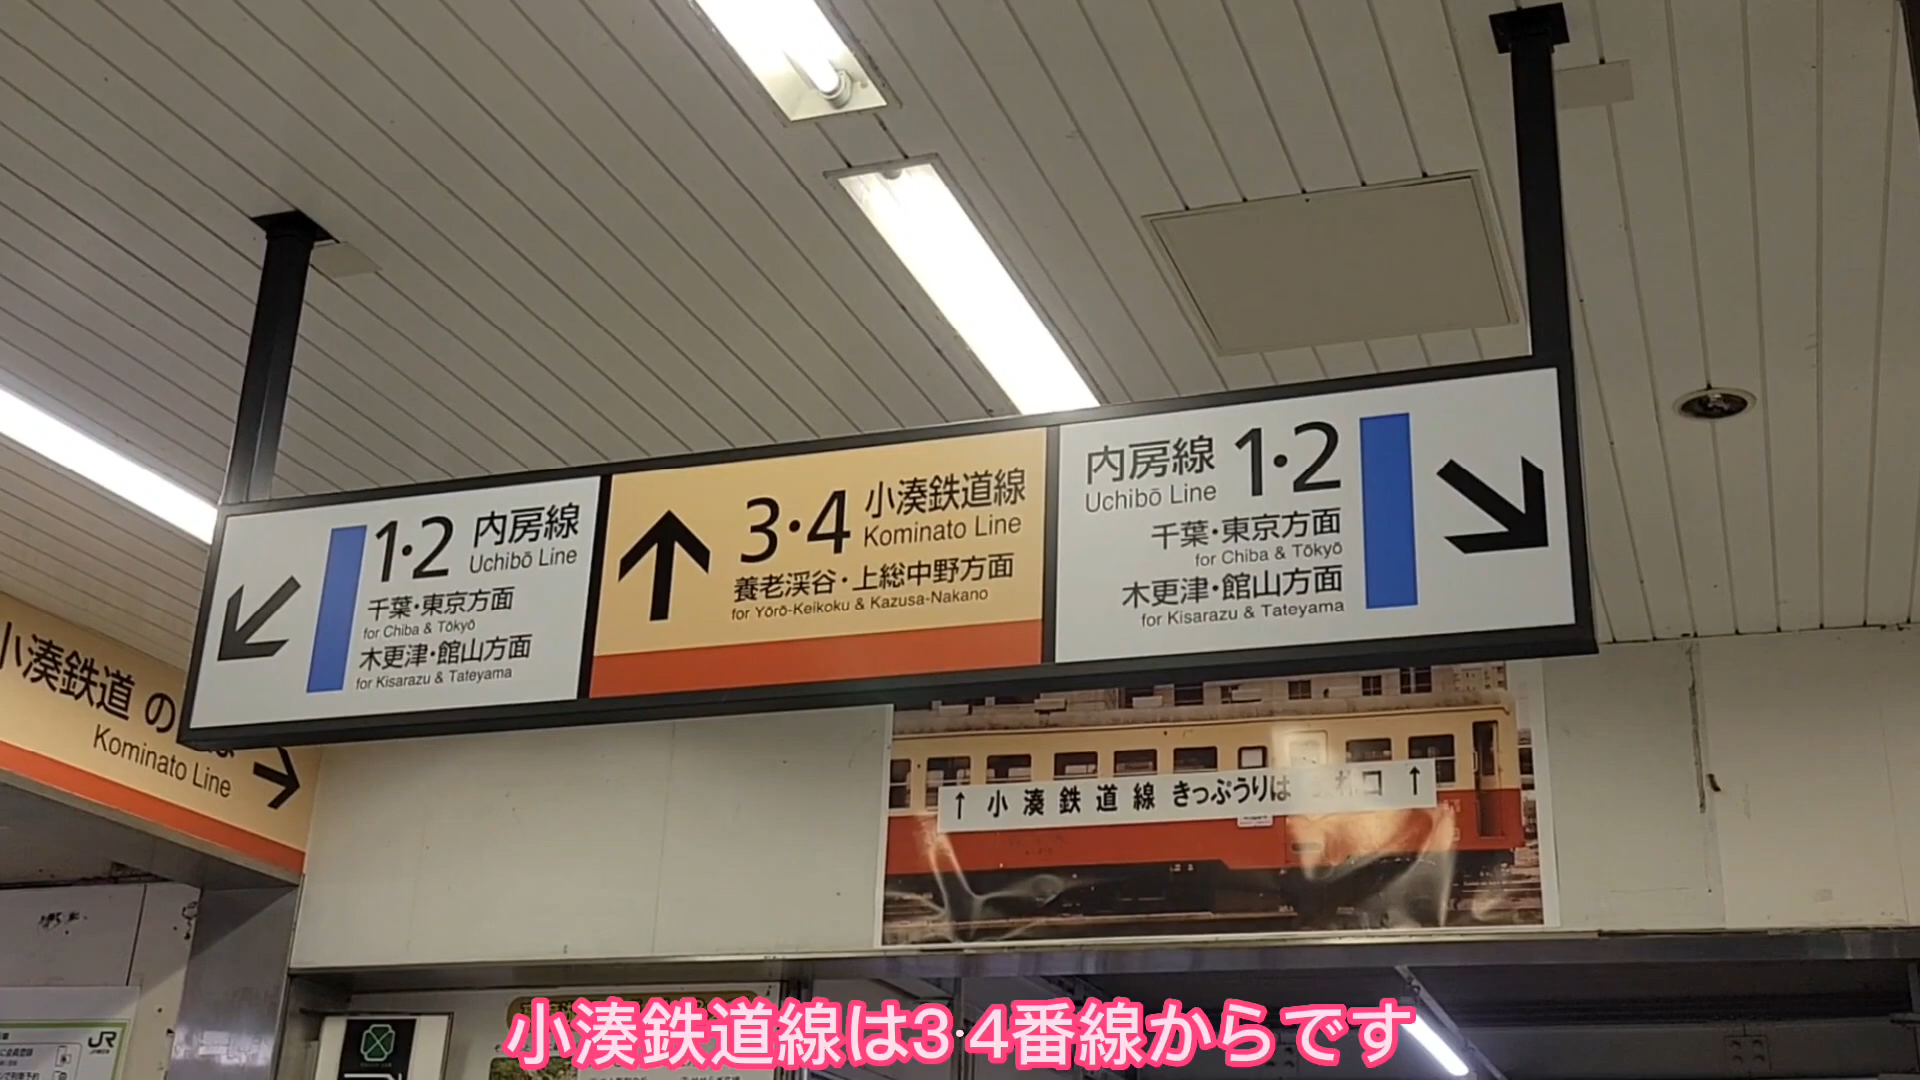 1・2 内房線
Uchibō Line
千葉・東京方面
for Chiba & Tōkyō
木更津・館山方面
for Kisarazu & Tateyama
3・4 小湊鉄道線
Kominato Line
養老渓谷・上総中野方面
for Yōrō-Keikoku & Kazusa-Nakano
内房線 1・2
Uchibō Line
千葉・東京方面
for Chiba & Tōkyō
木更津・館山方面
for Kisarazu & Tateyama
小湊鉄道 の
Kominato Line
↑ 小湊鉄道線 きっぷうりは 口 ↑
JR
小湊鉄道線は3・4番線からです